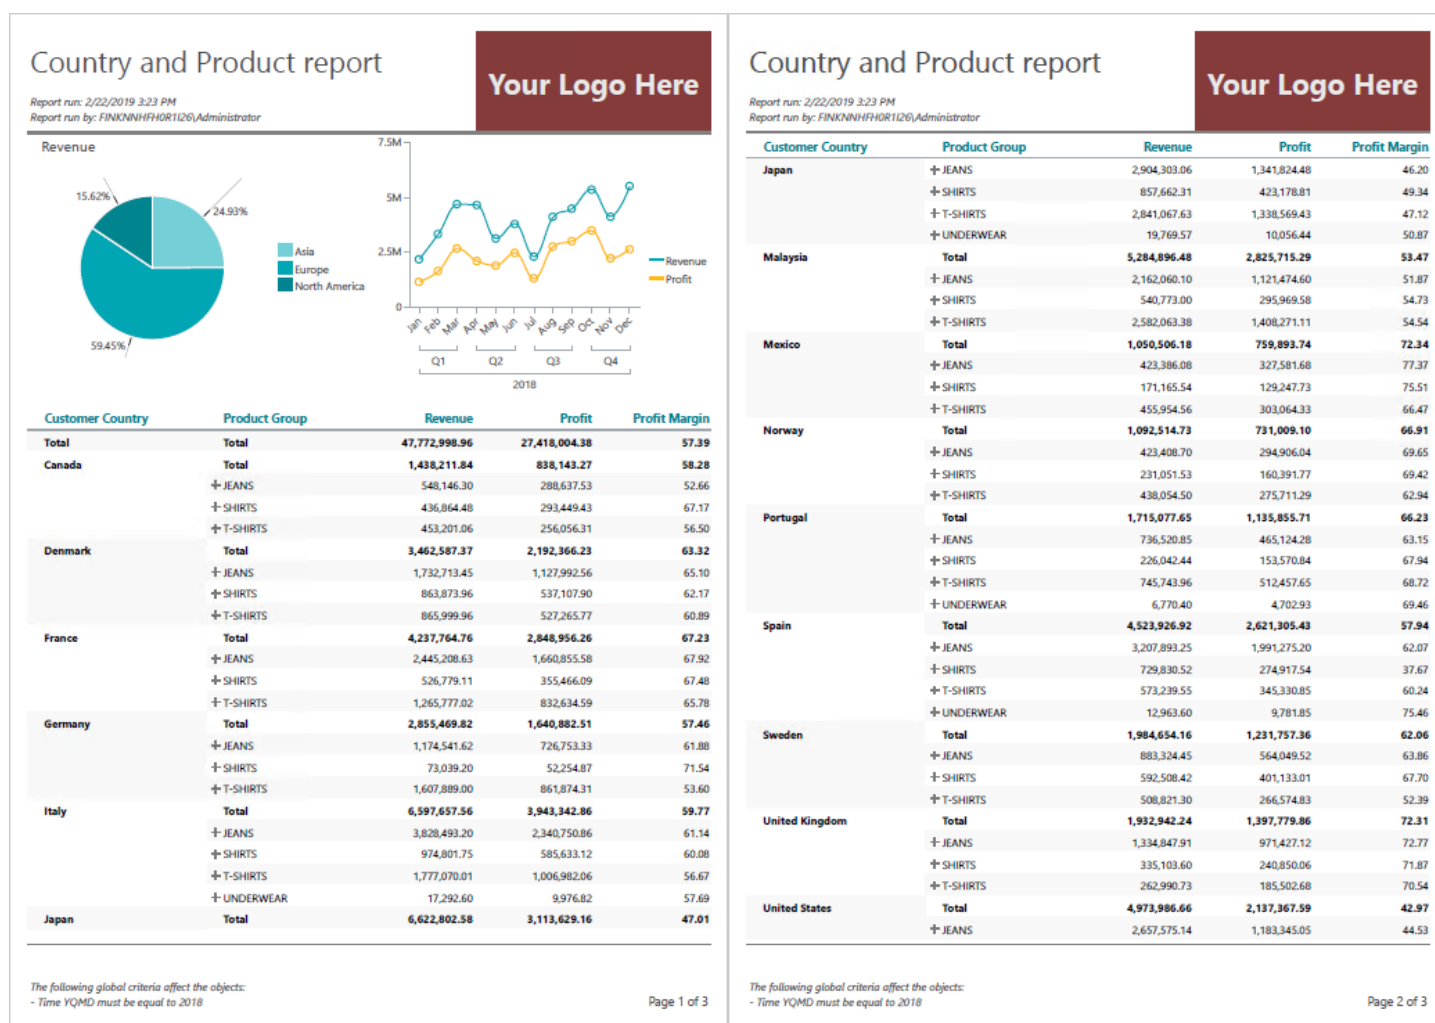 Country and Product report
Your Logo Here
Report run: 2/22/2019 3:23 PM
Report run by: FINKNNHFH0R1I26\Administrator
Revenue
15.62%
24.93%
59.45%
Asia
Europe
North America
7.5M
5M
2.5M
0
Revenue
Profit
Jan Feb Mar Apr May Jun Jul Aug Sep Oct Nov Dec
Q1 Q2 Q3 Q4
2018
Customer Country Product Group Revenue Profit Profit Margin
Total Total 47,772,998.96 27,418,004.38 57.39
Canada Total 1,438,211.84 838,143.27 58.28
JEANS 548,146.30 288,637.53 52.66
SHIRTS 436,864.48 293,449.43 67.17
T-SHIRTS 453,201.06 256,056.31 56.50
Denmark Total 3,462,587.37 2,192,366.23 63.32
JEANS 1,732,713.45 1,127,992.56 65.10
SHIRTS 863,873.96 537,107.90 62.17
T-SHIRTS 865,999.96 527,265.77 60.89
France Total 4,237,764.76 2,848,956.26 67.23
JEANS 2,445,208.63 1,660,855.58 67.92
SHIRTS 526,779.11 355,466.09 67.48
T-SHIRTS 1,265,777.02 832,634.59 65.78
Germany Total 2,855,469.82 1,640,882.51 57.46
JEANS 1,174,541.62 726,753.33 61.88
SHIRTS 73,039.20 52,254.87 71.54
T-SHIRTS 1,607,889.00 861,874.31 53.60
Italy Total 6,597,657.56 3,943,342.86 59.77
JEANS 3,828,493.20 2,340,750.86 61.14
SHIRTS 974,801.75 585,633.12 60.08
T-SHIRTS 1,777,070.01 1,006,982.06 56.67
UNDERWEAR 17,292.60 9,976.82 57.69
Japan Total 6,622,802.58 3,113,629.16 47.01
The following global criteria affect the objects:
- Time YQMD must be equal to 2018
Page 1 of 3
Country and Product report
Your Logo Here
Report run: 2/22/2019 3:23 PM
Report run by: FINKNNHFH0R1I26\Administrator
Customer Country Product Group Revenue Profit Profit Margin
Japan JEANS 2,904,303.06 1,341,824.48 46.20
SHIRTS 857,662.31 423,178.81 49.34
T-SHIRTS 2,841,067.63 1,338,569.43 47.12
UNDERWEAR 19,769.57 10,056.44 50.87
Malaysia Total 5,284,896.48 2,825,715.29 53.47
JEANS 2,162,060.10 1,121,474.60 51.87
SHIRTS 540,773.00 295,969.58 54.73
T-SHIRTS 2,582,063.38 1,408,271.11 54.54
Mexico Total 1,050,506.18 759,893.74 72.34
JEANS 423,386.08 327,581.68 77.37
SHIRTS 171,165.54 129,247.73 75.51
T-SHIRTS 455,954.56 303,064.33 66.47
Norway Total 1,092,514.73 731,009.10 66.91
JEANS 423,408.70 294,906.04 69.65
SHIRTS 231,051.53 160,391.77 69.42
T-SHIRTS 438,054.50 275,711.29 62.94
Portugal Total 1,715,077.65 1,135,855.71 66.23
JEANS 736,520.85 465,124.28 63.15
SHIRTS 226,042.44 153,570.84 67.94
T-SHIRTS 745,743.96 512,457.65 68.72
UNDERWEAR 6,770.40 4,702.93 69.46
Spain Total 4,523,926.92 2,621,305.43 57.94
JEANS 3,207,893.25 1,991,275.20 62.07
SHIRTS 729,830.52 274,917.54 37.67
T-SHIRTS 573,239.55 345,330.85 60.24
UNDERWEAR 12,963.60 9,781.85 75.46
Sweden Total 1,984,654.16 1,231,757.36 62.06
JEANS 883,324.45 564,049.52 63.86
SHIRTS 592,508.42 401,133.01 67.70
T-SHIRTS 508,821.30 266,574.83 52.39
United Kingdom Total 1,932,942.24 1,397,779.86 72.31
JEANS 1,334,847.91 971,427.12 72.77
SHIRTS 335,103.60 240,850.06 71.87
T-SHIRTS 262,990.73 185,502.68 70.54
United States Total 4,973,986.66 2,137,367.59 42.97
JEANS 2,657,575.14 1,183,345.05 44.53
The following global criteria affect the objects:
- Time YQMD must be equal to 2018
Page 2 of 3